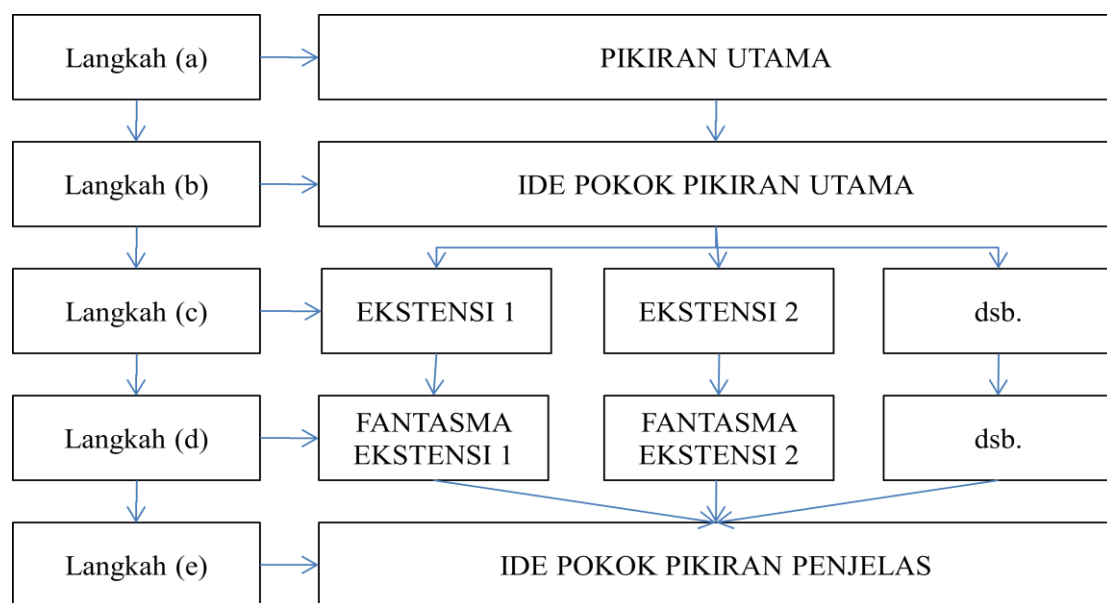 Langkah (a)
PIKIRAN UTAMA
Langkah (b)
IDE POKOK PIKIRAN UTAMA
Langkah (c)
EKSTENSI 1
EKSTENSI 2
dsb.
Langkah (d)
FANTASMA
EKSTENSI 1
FANTASMA
EKSTENSI 2
dsb.
Langkah (e)
IDE POKOK PIKIRAN PENJELAS